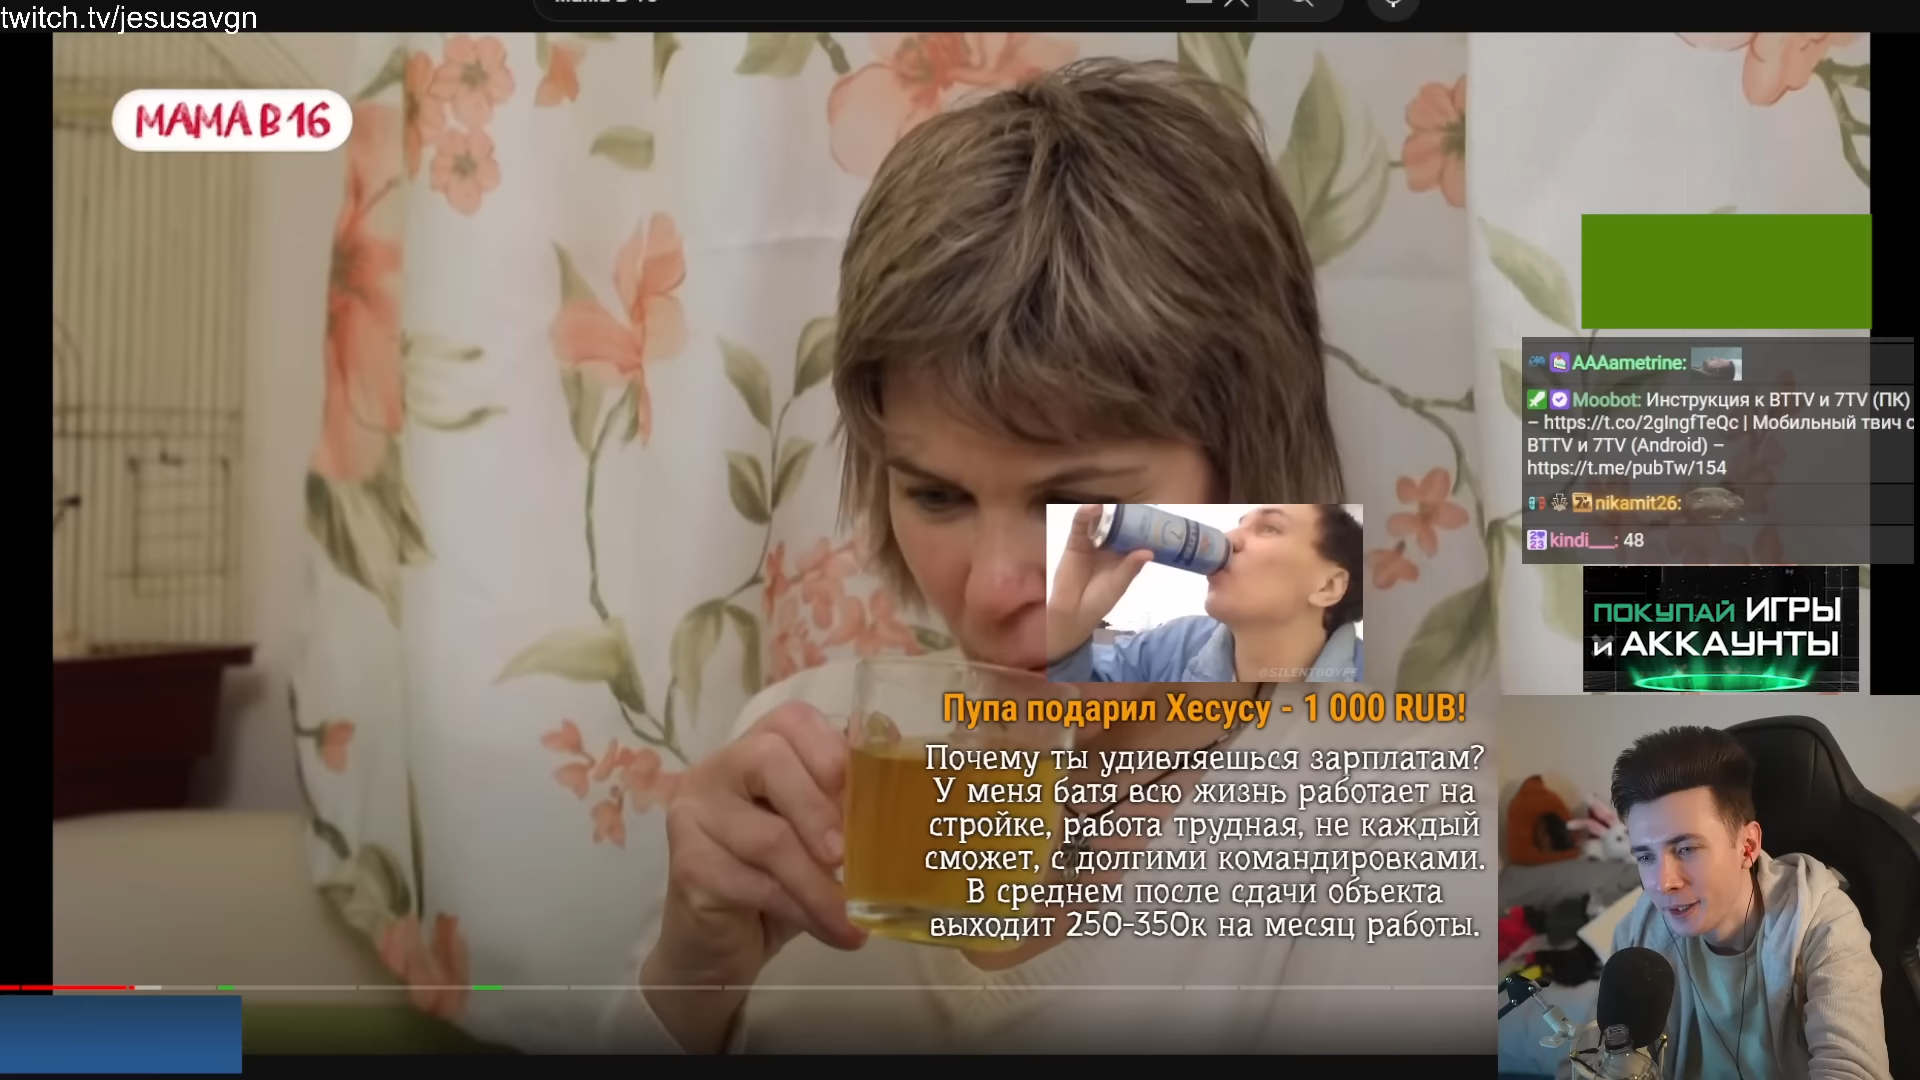 twitch.tv/jesusavgn
МАМА В 16
AAAametrine:
Moobot: Инструкция к BTTV и 7TV (ПК)
– https://t.co/2gIngfTeQc | Мобильный твич с
BTTV и 7TV (Android) –
https://t.me/pubTw/154
nikamit26:
kindi___: 48
ПОКУПАЙ ИГРЫ
и АККАУНТЫ
@SILENTBOYFE
Пупа подарил Хесусу - 1 000 RUB!
Почему ты удивляешься зарплатам?
У меня батя всю жизнь работает на
стройке, работа трудная, не каждый
сможет, с долгими командировками.
В среднем после сдачи объекта
выходит 250-350к на месяц работы.